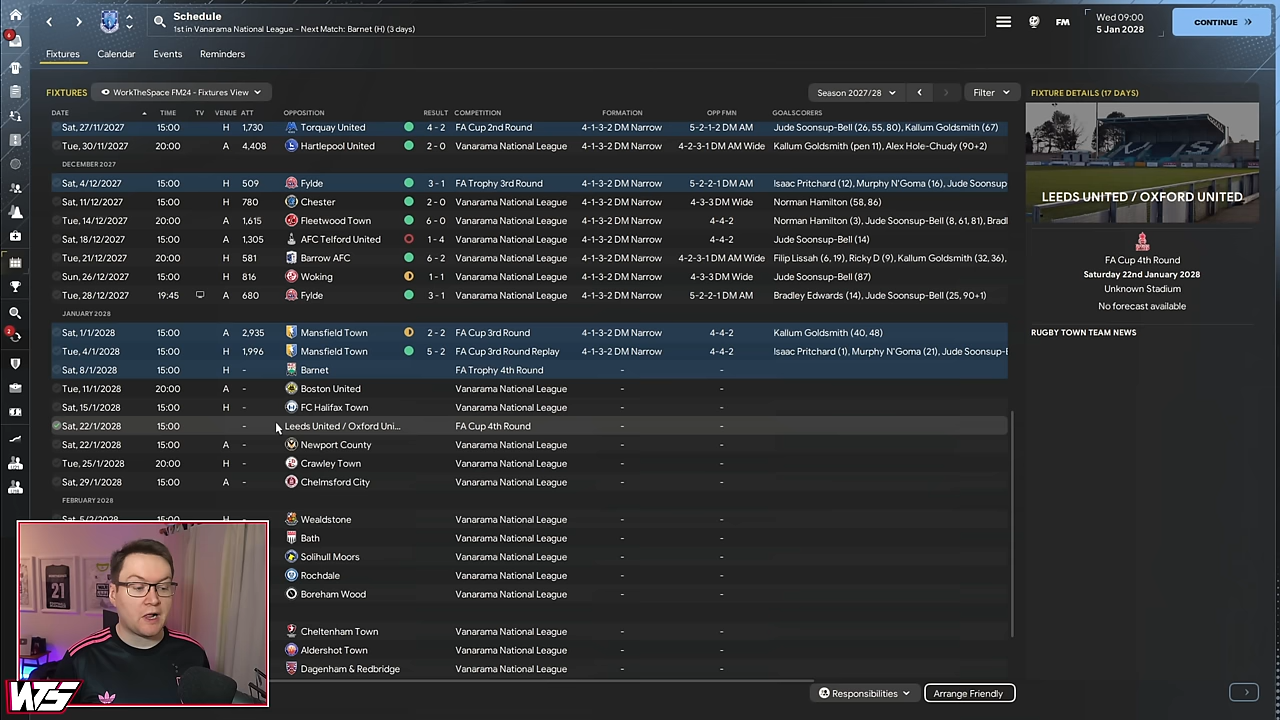 Schedule
1st in Vanarama National League - Next Match: Barnet (H) (3 days)
FM
Wed 09:00
5 Jan 2028
CONTINUE
Fixtures Calendar Events Reminders
FIXTURES WorkTheSpace FM24 - Fixtures View Season 2027/28 Filter
DATE TIME TV VENUE ATT OPPOSITION RESULT COMPETITION FORMATION OPP FMN GOALSCORERS
Sat, 27/11/2027 15:00 H 1,730 Torquay United 4 - 2 FA Cup 2nd Round 4-1-3-2 DM Narrow 5-2-1-2 DM AM Jude Soonsup-Bell (26, 55, 80), Kallum Goldsmith (67)
Tue, 30/11/2027 20:00 A 4,408 Hartlepool United 2 - 0 Vanarama National League 4-1-3-2 DM Narrow 4-2-3-1 DM AM Wide Kallum Goldsmith (pen 11), Alex Hole-Chudy (90+2)
DECEMBER 2027
Sat, 4/12/2027 15:00 H 509 Fylde 3 - 1 FA Trophy 3rd Round 4-1-3-2 DM Narrow 5-2-2-1 DM AM Isaac Pritchard (12), Murphy N'Goma (16), Jude Soonsup
Sat, 11/12/2027 15:00 H 780 Chester 2 - 0 Vanarama National League 4-1-3-2 DM Narrow 4-3-3 DM Wide Norman Hamilton (58, 86)
Tue, 14/12/2027 20:00 A 1,615 Fleetwood Town 6 - 0 Vanarama National League 4-1-3-2 DM Narrow 4-4-2 Norman Hamilton (3), Jude Soonsup-Bell (8, 61, 81), Bradl
Sat, 18/12/2027 15:00 A 1,305 AFC Telford United 1 - 4 Vanarama National League 4-1-3-2 DM Narrow 4-4-2 Jude Soonsup-Bell (14)
Tue, 21/12/2027 20:00 H 581 Barrow AFC 6 - 2 Vanarama National League 4-1-3-2 DM Narrow 4-2-3-1 DM AM Wide Filip Lissah (6, 19), Ricky D (9), Kallum Goldsmith (32, 36),
Sun, 26/12/2027 15:00 H 816 Woking 1 - 1 Vanarama National League 4-1-3-2 DM Narrow 4-3-3 DM Wide Jude Soonsup-Bell (87)
Tue, 28/12/2027 19:45 A 680 Fylde 3 - 1 Vanarama National League 4-1-3-2 DM Narrow 5-2-2-1 DM AM Bradley Edwards (14), Jude Soonsup-Bell (25, 90+1)
JANUARY 2028
Sat, 1/1/2028 15:00 A 2,935 Mansfield Town 2 - 2 FA Cup 3rd Round 4-1-3-2 DM Narrow 4-4-2 Kallum Goldsmith (40, 48)
Tue, 4/1/2028 15:00 H 1,996 Mansfield Town 5 - 2 FA Cup 3rd Round Replay 4-1-3-2 DM Narrow 4-4-2 Isaac Pritchard (1), Murphy N'Goma (21), Jude Soonsup-
Sat, 8/1/2028 15:00 H - Barnet FA Trophy 4th Round - -
Tue, 11/1/2028 20:00 A - Boston United Vanarama National League - -
Sat, 15/1/2028 15:00 H - FC Halifax Town Vanarama National League - -
Sat, 22/1/2028 15:00 - Leeds United / Oxford Uni... FA Cup 4th Round - -
Sat, 22/1/2028 15:00 A - Newport County Vanarama National League - -
Tue, 25/1/2028 20:00 H - Crawley Town Vanarama National League - -
Sat, 29/1/2028 15:00 A - Chelmsford City Vanarama National League - -
FEBRUARY 2028
Sat, 5/2/2028 15:00 H - Wealdstone Vanarama National League - -
Bath Vanarama National League - -
Solihull Moors Vanarama National League - -
Rochdale Vanarama National League - -
Boreham Wood Vanarama National League - -
Cheltenham Town Vanarama National League - -
Aldershot Town Vanarama National League - -
Dagenham & Redbridge Vanarama National League - -
Responsibilities Arrange Friendly
FIXTURE DETAILS (17 DAYS)
LEEDS UNITED / OXFORD UNITED
FA Cup 4th Round
Saturday 22nd January 2028
Unknown Stadium
No forecast available
RUGBY TOWN TEAM NEWS
21
WTS